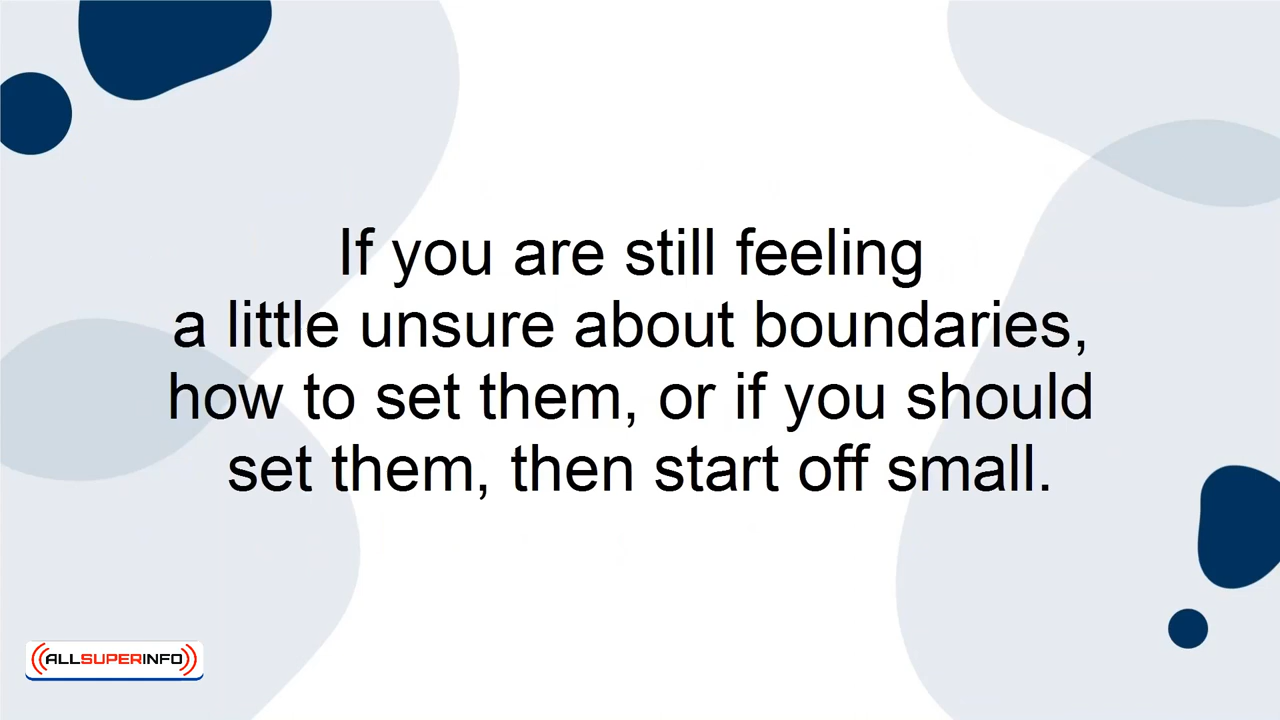 If you are still feeling
a little unsure about boundaries,
how to set them, or if you should
set them, then start off small.
ALLSUPERINFO